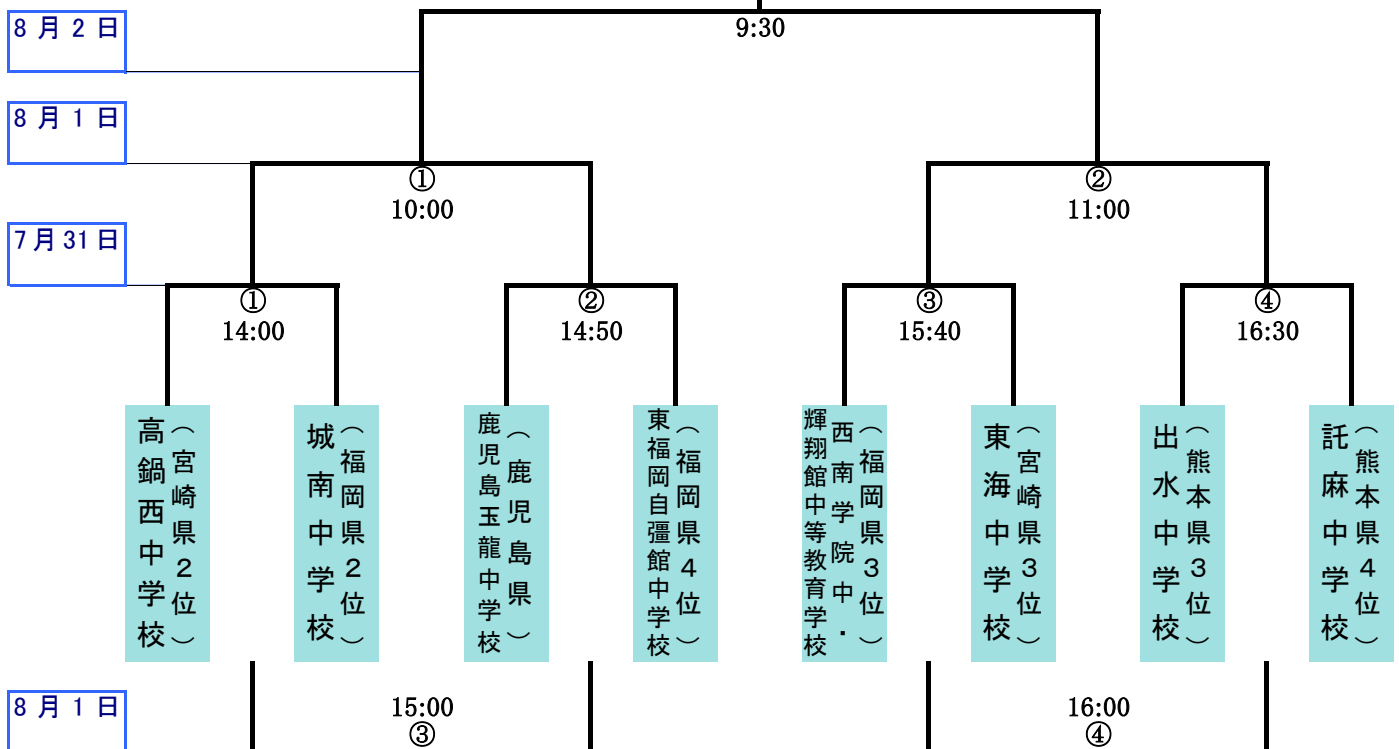 8月2日
9:30
8月1日
①
10:00
②
11:00
7月31日
①
14:00
②
14:50
③
15:40
④
16:30
高鍋西中学校
（宮崎県2位）
城南中学校
（福岡県2位）
鹿児島玉龍中学校
（鹿児島県）
東福岡自彊館中学校
（福岡県4位）
輝翔館中等教育学校
西南学院中・
（福岡県3位）
東海中学校
（宮崎県3位）
出水中学校
（熊本県3位）
託麻中学校
（熊本県4位）
8月1日
15:00
③
16:00
④